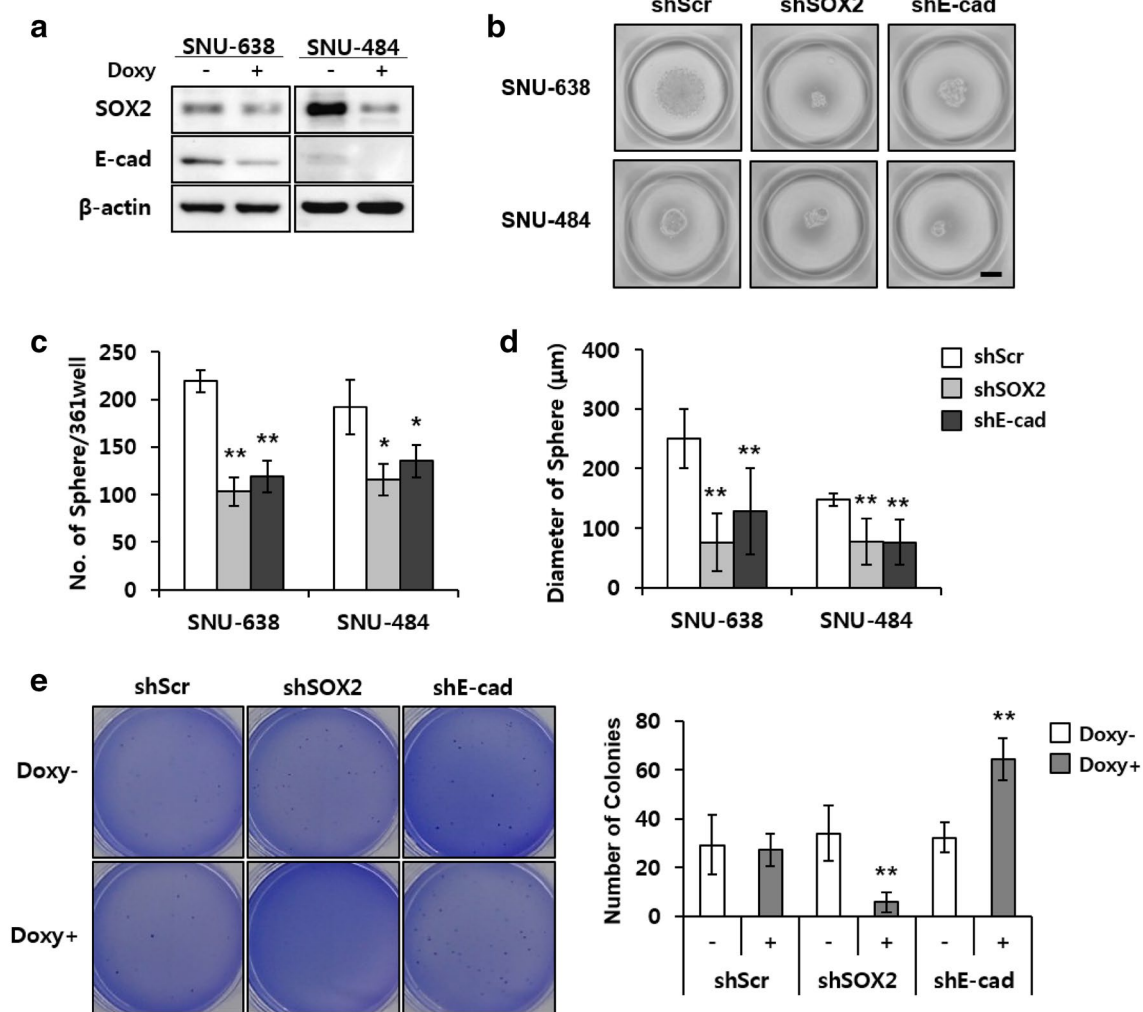 a
SNU-638 SNU-484
Doxy - + - +
SOX2
E-cad
β-actin
b
shScr shSOX2 shE-cad
SNU-638
SNU-484
c
No. of Sphere/361well
250
200
150
100
50
0
** ** * *
SNU-638 SNU-484
d
Diameter of Sphere (μm)
400
300
200
100
0
** ** ** **
SNU-638 SNU-484
shScr
shSOX2
shE-cad
e
shScr shSOX2 shE-cad
Doxy-
Doxy+
Number of Colonies
80
60
40
20
0
** **
- + - + - +
shScr shSOX2 shE-cad
Doxy-
Doxy+